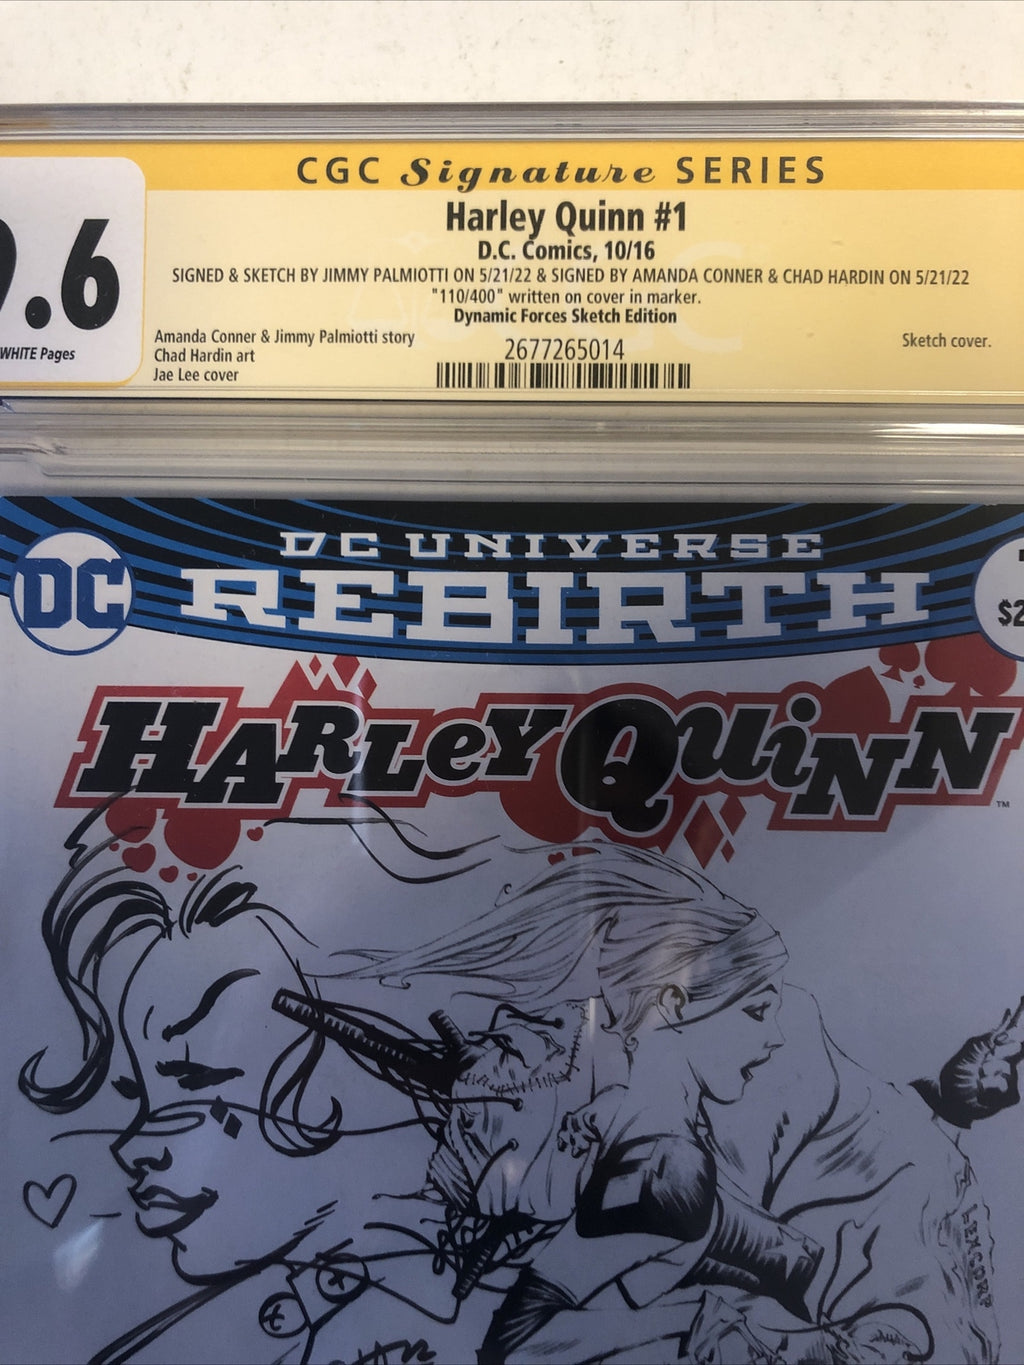 CGC Signature SERIES
Harley Quinn #1
D.C. Comics, 10/16
SIGNED & SKETCH BY JIMMY PALMIOTTI ON 5/21/22 & SIGNED BY AMANDA CONNER & CHAD HARDIN ON 5/21/22
"110/400" written on cover in marker.
Dynamic Forces Sketch Edition
9.6
WHITE Pages
Amanda Conner & Jimmy Palmiotti story
Chad Hardin art
Jae Lee cover
Sketch cover.
2677265014
DC UNIVERSE
REBIRTH
DC
$2
HARLEY QUINN
TM
LEXCORP